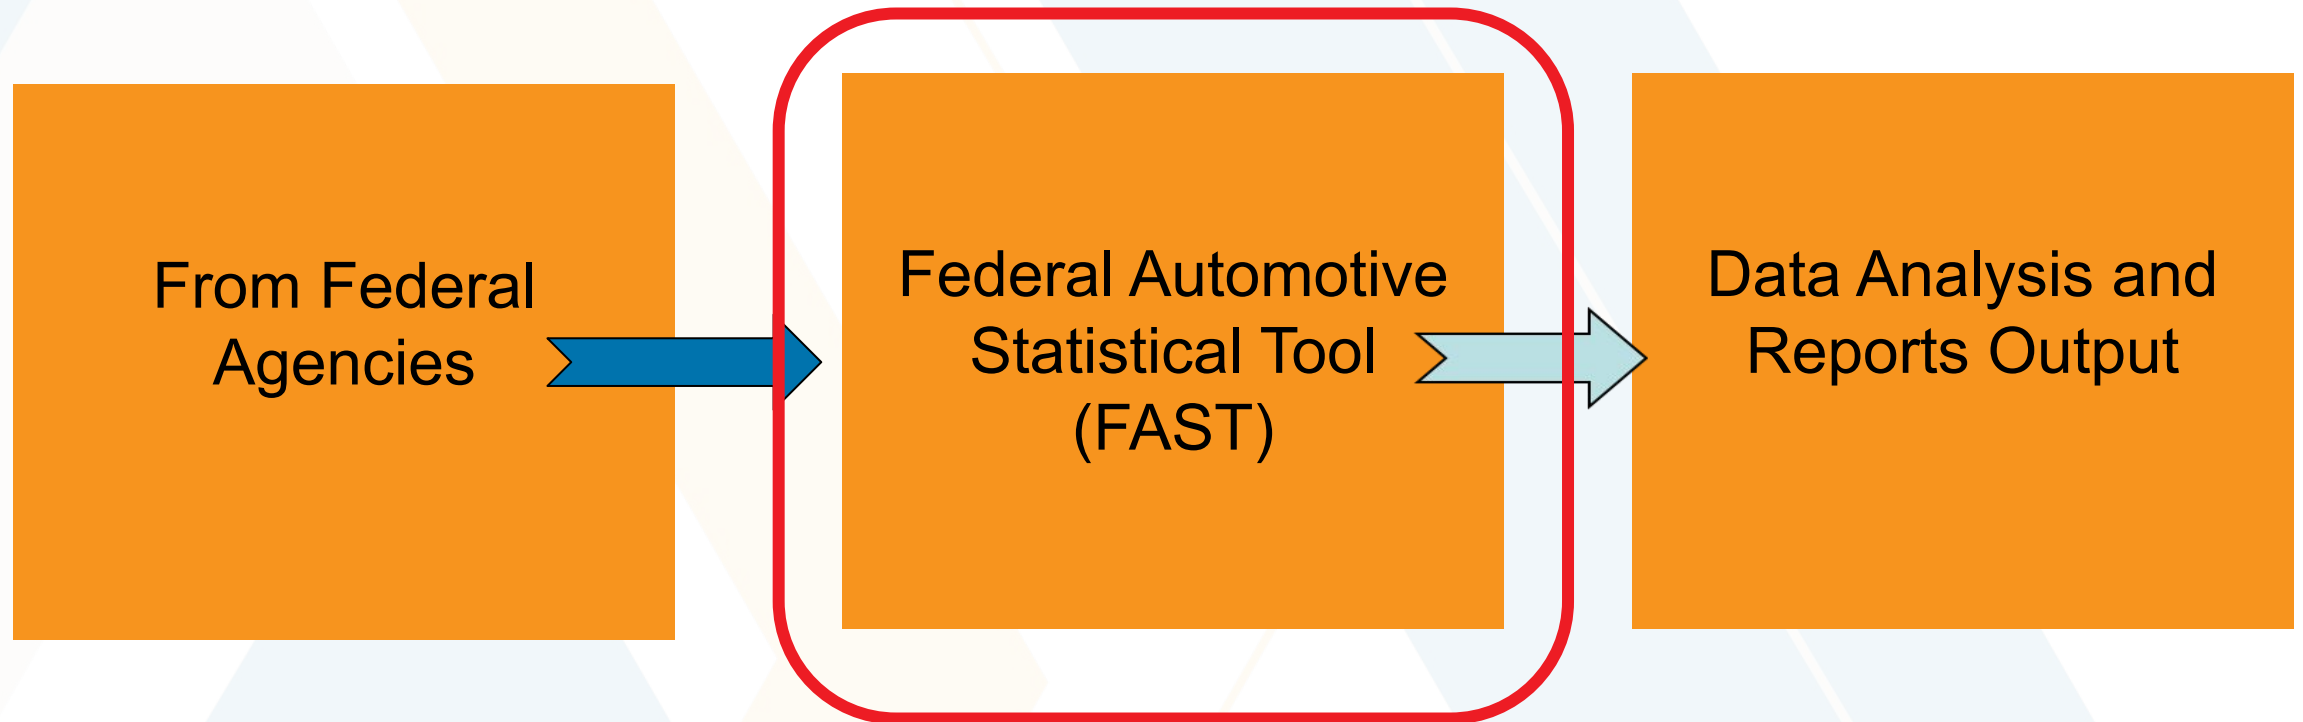 From Federal
Agencies
Federal Automotive
Statistical Tool
(FAST)
Data Analysis and
Reports Output